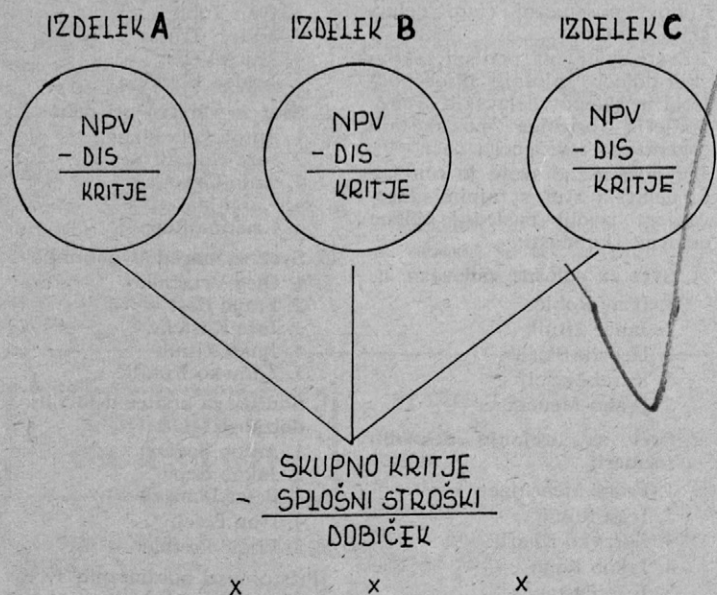 IZDELEK A IZDELEK B IZDELEK C
NPV
- DIS
KRITJE
NPV
- DIS
KRITJE
NPV
- DIS
KRITJE
SKUPNO KRITJE
- SPLOŠNI STROŠKI
DOBIČEK
x x x